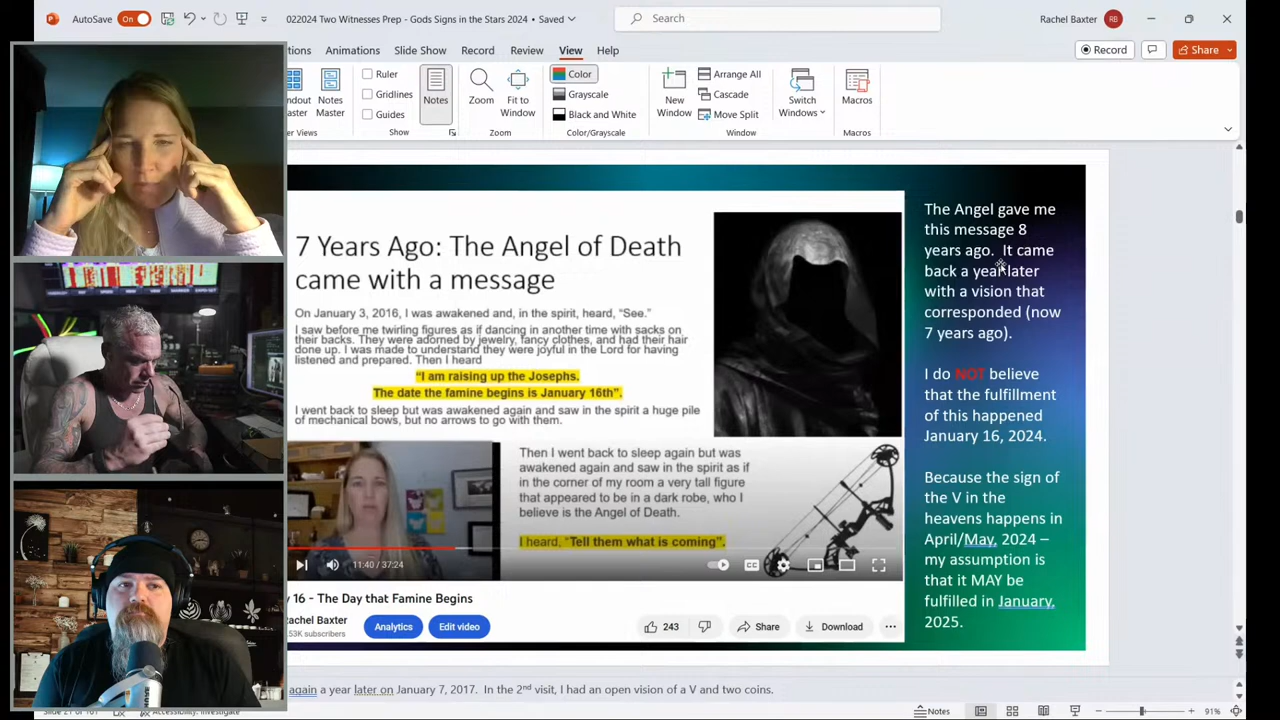 AutoSave
On
022024 Two Witnesses Prep - Gods Signs in the Stars 2024 • Saved
Search
Rachel Baxter
RB
tions
Animations
Slide Show
Record
Review
View
Help
Record
Share
ndout
aster
Notes
Master
er Views
Ruler
Gridlines
Guides
Show
Notes
Zoom
Fit to
Window
Zoom
Color
Grayscale
Black and White
Color/Grayscale
New
Window
Arrange All
Cascade
Move Split
Window
Switch
Windows
Macros
Macros
7 Years Ago: The Angel of Death
came with a message
On January 3, 2016, I was awakened and, in the spirit, heard, “See.”
I saw before me twirling figures as if dancing in another time with sacks on
their backs. They were adorned by jewelry, fancy clothes, and had their hair
done up. I was made to understand they were joyful in the Lord for having
listened and prepared. Then I heard
“I am raising up the Josephs.
The date the famine begins is January 16th”.
I went back to sleep but was awakened again and saw in the spirit a huge pile
of mechanical bows, but no arrows to go with them.
Then I went back to sleep again but was
awakened again and saw in the spirit as if
in the corner of my room a very tall figure
that appeared to be in a dark robe, who I
believe is the Angel of Death.
I heard, “Tell them what is coming”.
11:40 / 37:24
CC
y 16 - The Day that Famine Begins
Rachel Baxter
53K subscribers
Analytics
Edit video
243
Share
Download
The Angel gave me
this message 8
years ago. It came
back a year later
with a vision that
corresponded (now
7 years ago).
I do NOT believe
that the fulfillment
of this happened
January 16, 2024.
Because the sign of
the V in the
heavens happens in
April/May, 2024 –
my assumption is
that it MAY be
fulfilled in January,
2025.
again a year later on January 7, 2017. In the 2nd visit, I had an open vision of a V and two coins.
Notes
91%